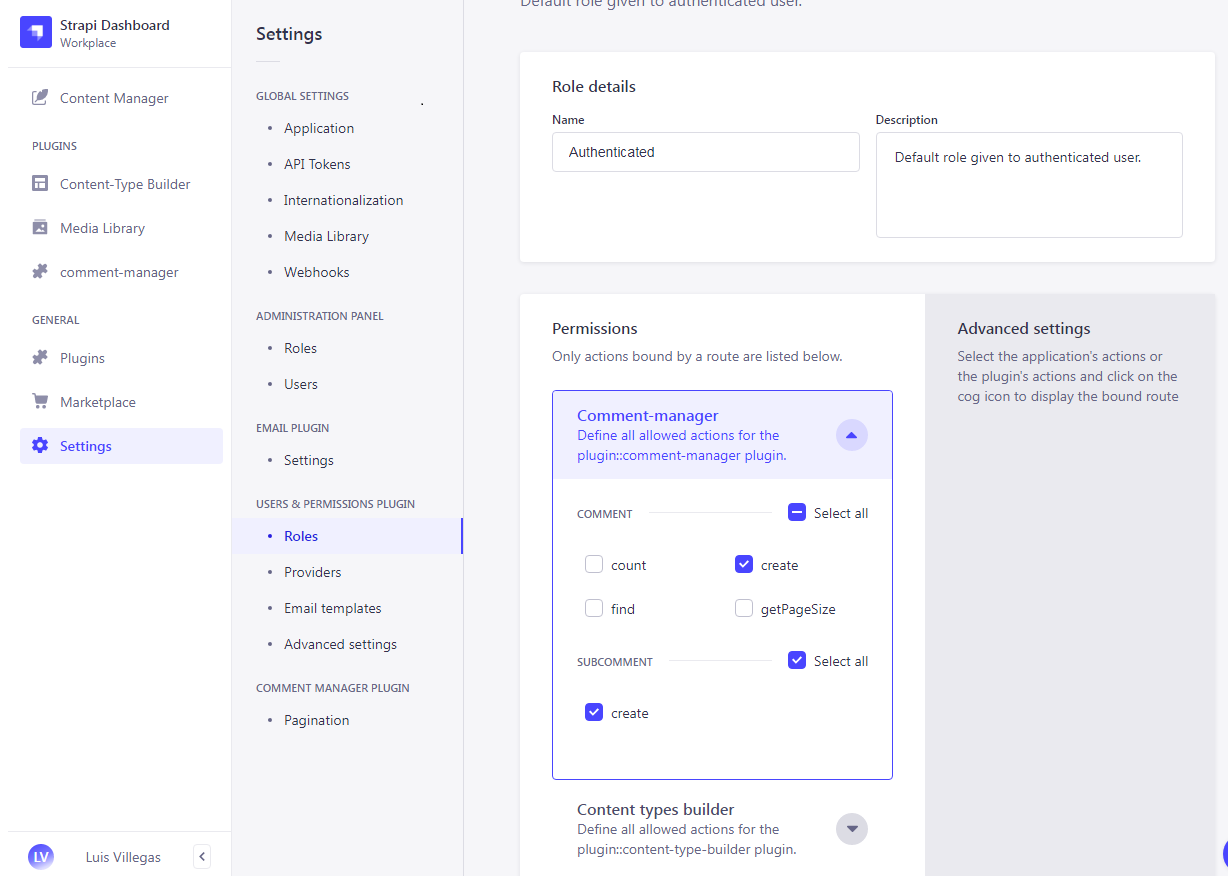 Strapi Dashboard
Workplace
Content Manager
PLUGINS
Content-Type Builder
Media Library
comment-manager
GENERAL
Plugins
Marketplace
Settings
LV
Luis Villegas
Settings
GLOBAL SETTINGS
Application
API Tokens
Internationalization
Media Library
Webhooks
ADMINISTRATION PANEL
Roles
Users
EMAIL PLUGIN
Settings
USERS & PERMISSIONS PLUGIN
Roles
Providers
Email templates
Advanced settings
COMMENT MANAGER PLUGIN
Pagination
Default role given to authenticated user.
Role details
Name
Authenticated
Description
Default role given to authenticated user.
Permissions
Only actions bound by a route are listed below.
Comment-manager
Define all allowed actions for the
plugin::comment-manager plugin.
COMMENT
Select all
count
create
find
getPageSize
SUBCOMMENT
Select all
create
Content types builder
Define all allowed actions for the
plugin::content-type-builder plugin.
Advanced settings
Select the application's actions or
the plugin's actions and click on the
cog icon to display the bound route